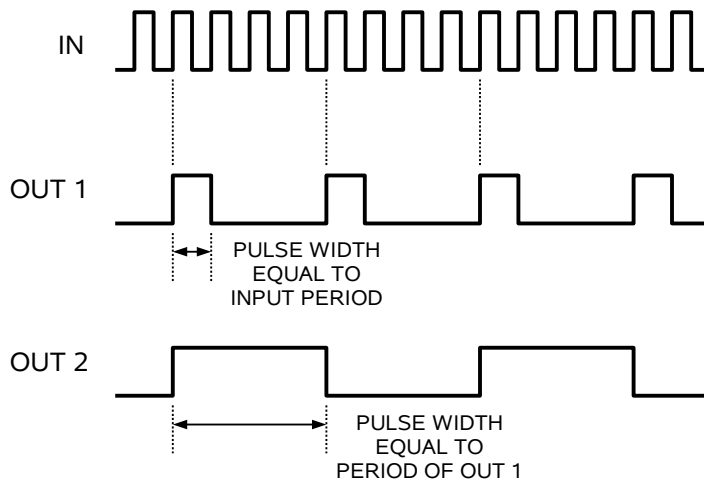 IN
OUT 1
PULSE WIDTH
EQUAL TO
INPUT PERIOD
OUT 2
PULSE WIDTH
EQUAL TO
PERIOD OF OUT 1